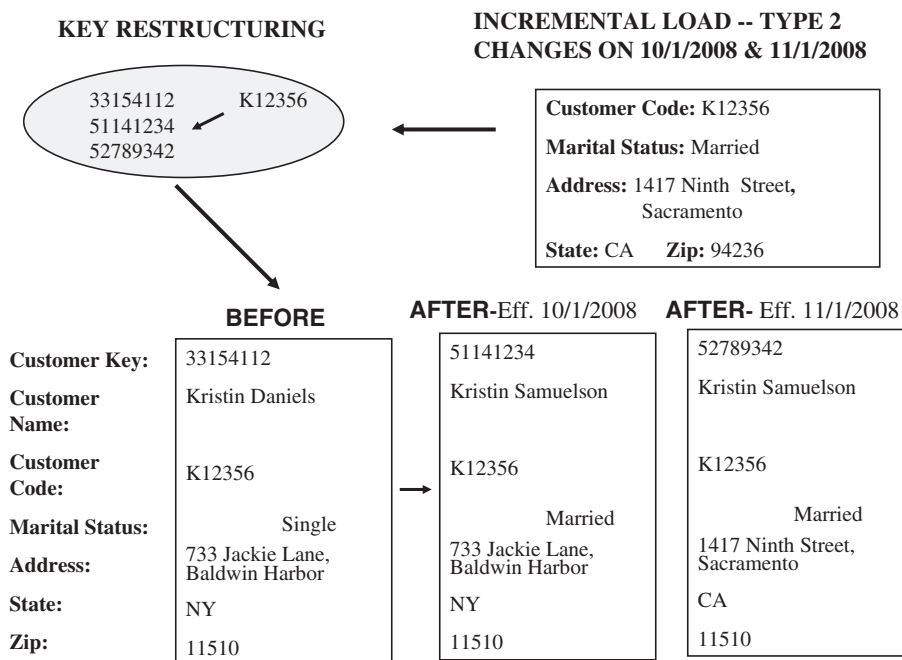 KEY RESTRUCTURING
INCREMENTAL LOAD -- TYPE 2
CHANGES ON 10/1/2008 & 11/1/2008
33154112 K12356
51141234
52789342
Customer Code: K12356
Marital Status: Married
Address: 1417 Ninth Street,
Sacramento
State: CA Zip: 94236
BEFORE
AFTER-Eff. 10/1/2008
AFTER- Eff. 11/1/2008
Customer Key: 33154112 51141234 52789342
Customer Kristin Daniels Kristin Samuelson Kristin Samuelson
Name:
Customer
Code: K12356 K12356 K12356
Marital Status: Single Married Married
Address: 733 Jackie Lane, 733 Jackie Lane, 1417 Ninth Street,
Baldwin Harbor Baldwin Harbor Sacramento
State: NY NY CA
Zip: 11510 11510 11510